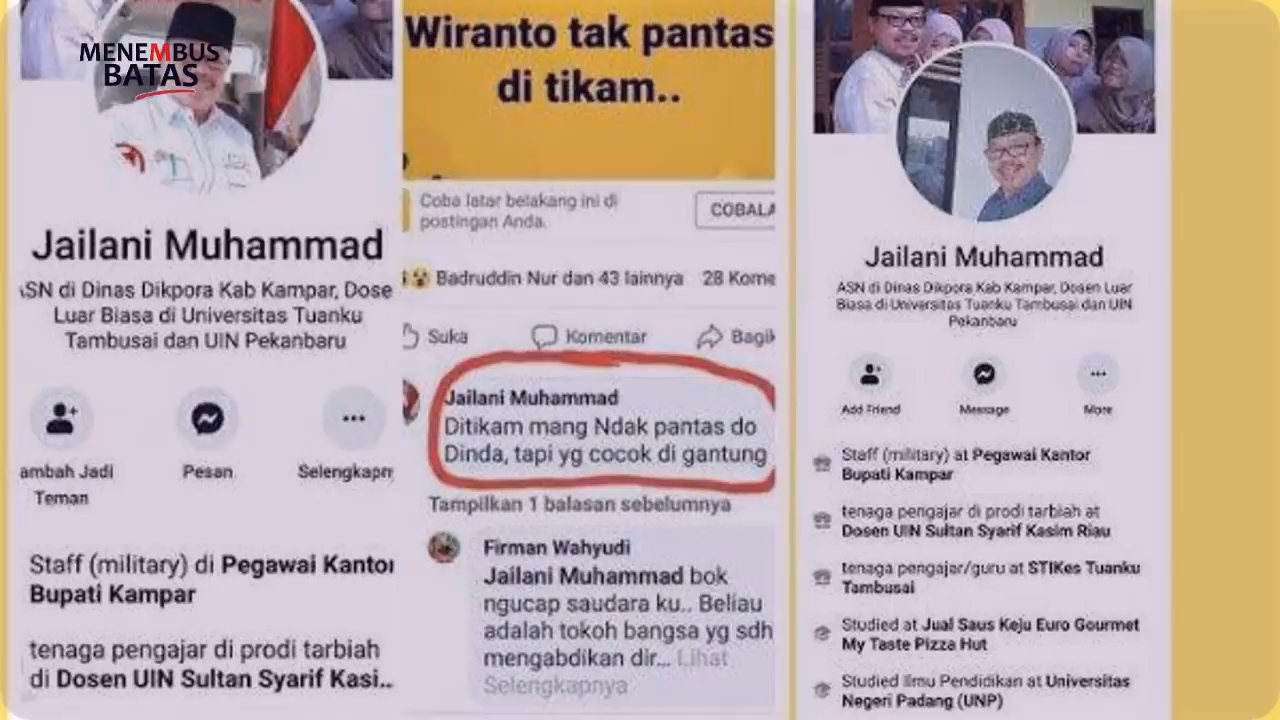 MENEMBUS
BATAS
Jailani Muhammad
ASN di Dinas Dikpora Kab Kampar, Dose
Luar Biasa di Universitas Tuanku
Tambusai dan UIN Pekanbaru
ambah Jadi
Teman
Pesan
Selengkapn
Staff (military) di Pegawai Kantor
Bupati Kampar
tenaga pengajar di prodi tarbiah
di Dosen UIN Sultan Syarif Kasi..
Wiranto tak pantas
di tikam..
Coba latar belakang ini di
postingan Anda.
COBALA
Badruddin Nur dan 43 lainnya 28 Kome
Suka Komentar Bagik
Jailani Muhammad
Ditikam mang Ndak pantas do
Dinda, tapi yg cocok di gantung
Tampilkan 1 balasan sebelumnya
Firman Wahyudi
Jailani Muhammad bok
ngucap saudara ku.. Beliau
adalah tokoh bangsa yg sdh
mengabdikan dir... Lihat
Selengkapnya
Jailani Muhammad
ASN di Dinas Dikpora Kab Kampar, Dosen Luar
Biasa di Universitas Tuanku Tambusai dan UIN
Pekanbaru
Add Friend Message More
Staff (military) at Pegawai Kantor
Bupati Kampar
tenaga pengajar di prodi tarbiah at
Dosen UIN Sultan Syarif Kasim Riau
tenaga pengajar/guru at STIKes Tuanku
Tambusai
Studied at Jual Saus Keju Euro Gourmet
My Taste Pizza Hut
Studied Ilmu Pendidikan at Universitas
Negeri Padang (UNP)